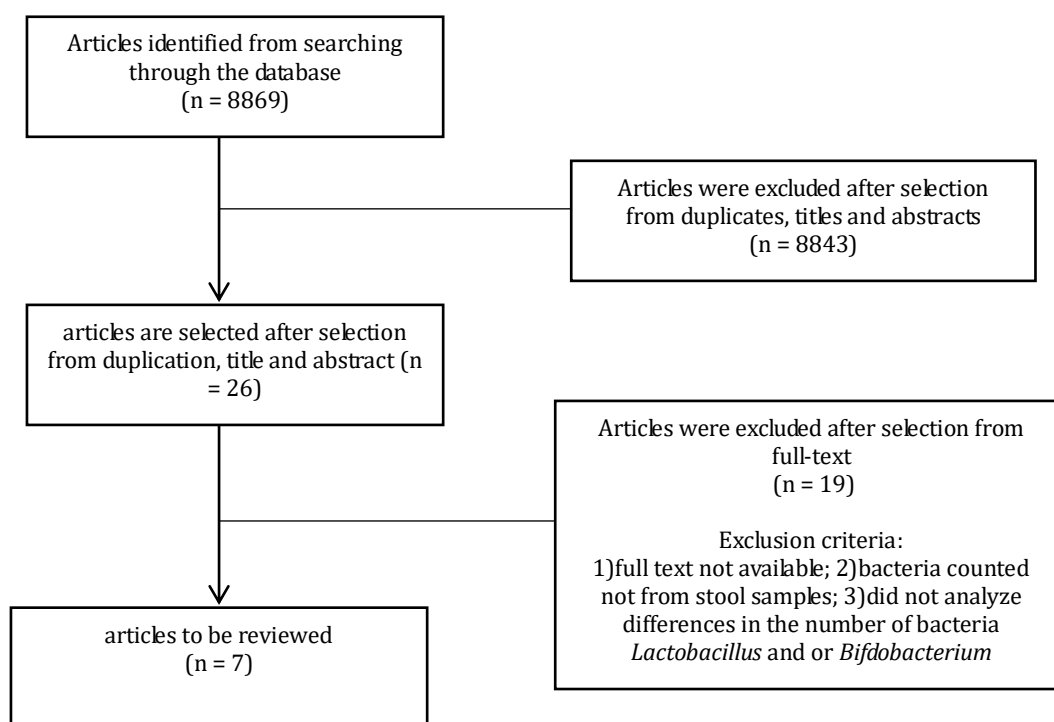 Articles identified from searching
through the database
(n = 8869)
Articles were excluded after selection
from duplicates, titles and abstracts
(n = 8843)
articles are selected after selection
from duplication, title and abstract (n
= 26)
Articles were excluded after selection from
full-text
(n = 19)
Exclusion criteria:
1)full text not available; 2)bacteria counted
not from stool samples; 3)did not analyze
differences in the number of bacteria
Lactobacillus and or Bifdobacterium
articles to be reviewed
(n = 7)